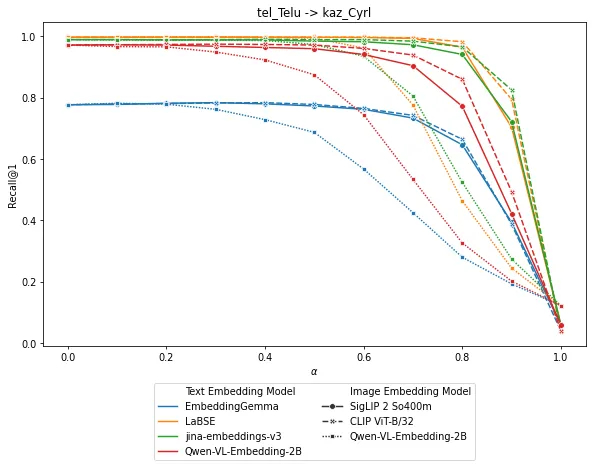 tel_Telu -> kaz_Cyrl
Recall@1
1.0
0.8
0.6
0.4
0.2
0.0
0.0 0.2 0.4 0.6 0.8 1.0
α
Text Embedding Model
EmbeddingGemma
LaBSE
jina-embeddings-v3
Qwen-VL-Embedding-2B
Image Embedding Model
SigLIP 2 So400m
CLIP ViT-B/32
Qwen-VL-Embedding-2B